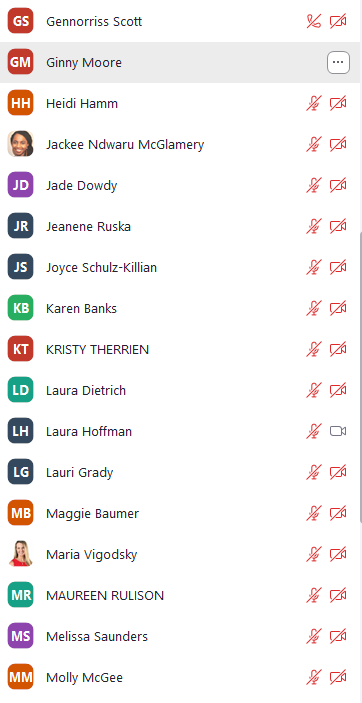 GS Gennorriss Scott
GM Ginny Moore
HH Heidi Hamm
Jackee Ndwaru McGlamery
JD Jade Dowdy
JR Jeanene Ruska
JS Joyce Schulz-Killian
KB Karen Banks
KT KRISTY THERRIEN
LD Laura Dietrich
LH Laura Hoffman
LG Lauri Grady
MB Maggie Baumer
Maria Vigodsky
MR MAUREEN RULISON
MS Melissa Saunders
MM Molly McGee